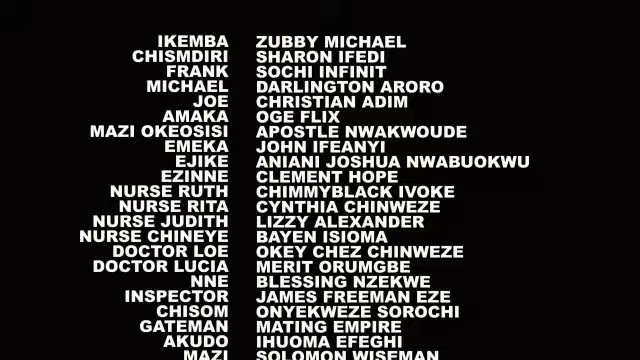 IKEMBA ZUBBY MICHAEL
CHISMDIRI SHARON IFEDI
FRANK SOCHI INFINIT
MICHAEL DARLINGTON ARORO
JOE CHRISTIAN ADIM
AMAKA OGE FLIX
MAZI OKEOSISI APOSTLE NWAKWOUDE
EMEKA JOHN IFEANYI
EJIKE ANIANI JOSHUA NWABUOKWU
EZINNE CLEMENT HOPE
NURSE RUTH CHIMMYBLACK IVOKE
NURSE RITA CYNTHIA CHINWEZE
NURSE JUDITH LIZZY ALEXANDER
NURSE CHINEYE BAYEN ISIOMA
DOCTOR LOE OKEY CHEZ CHINWEZE
DOCTOR LUCIA MERIT ORUMGBE
NNE BLESSING NZEKWE
INSPECTOR JAMES FREEMAN EZE
CHISOM ONYEKWEZE SOROCHI
GATEMAN MATING EMPIRE
AKUDO IHUOMA EFEGHI
MAZI SOLOMON WISEMAN